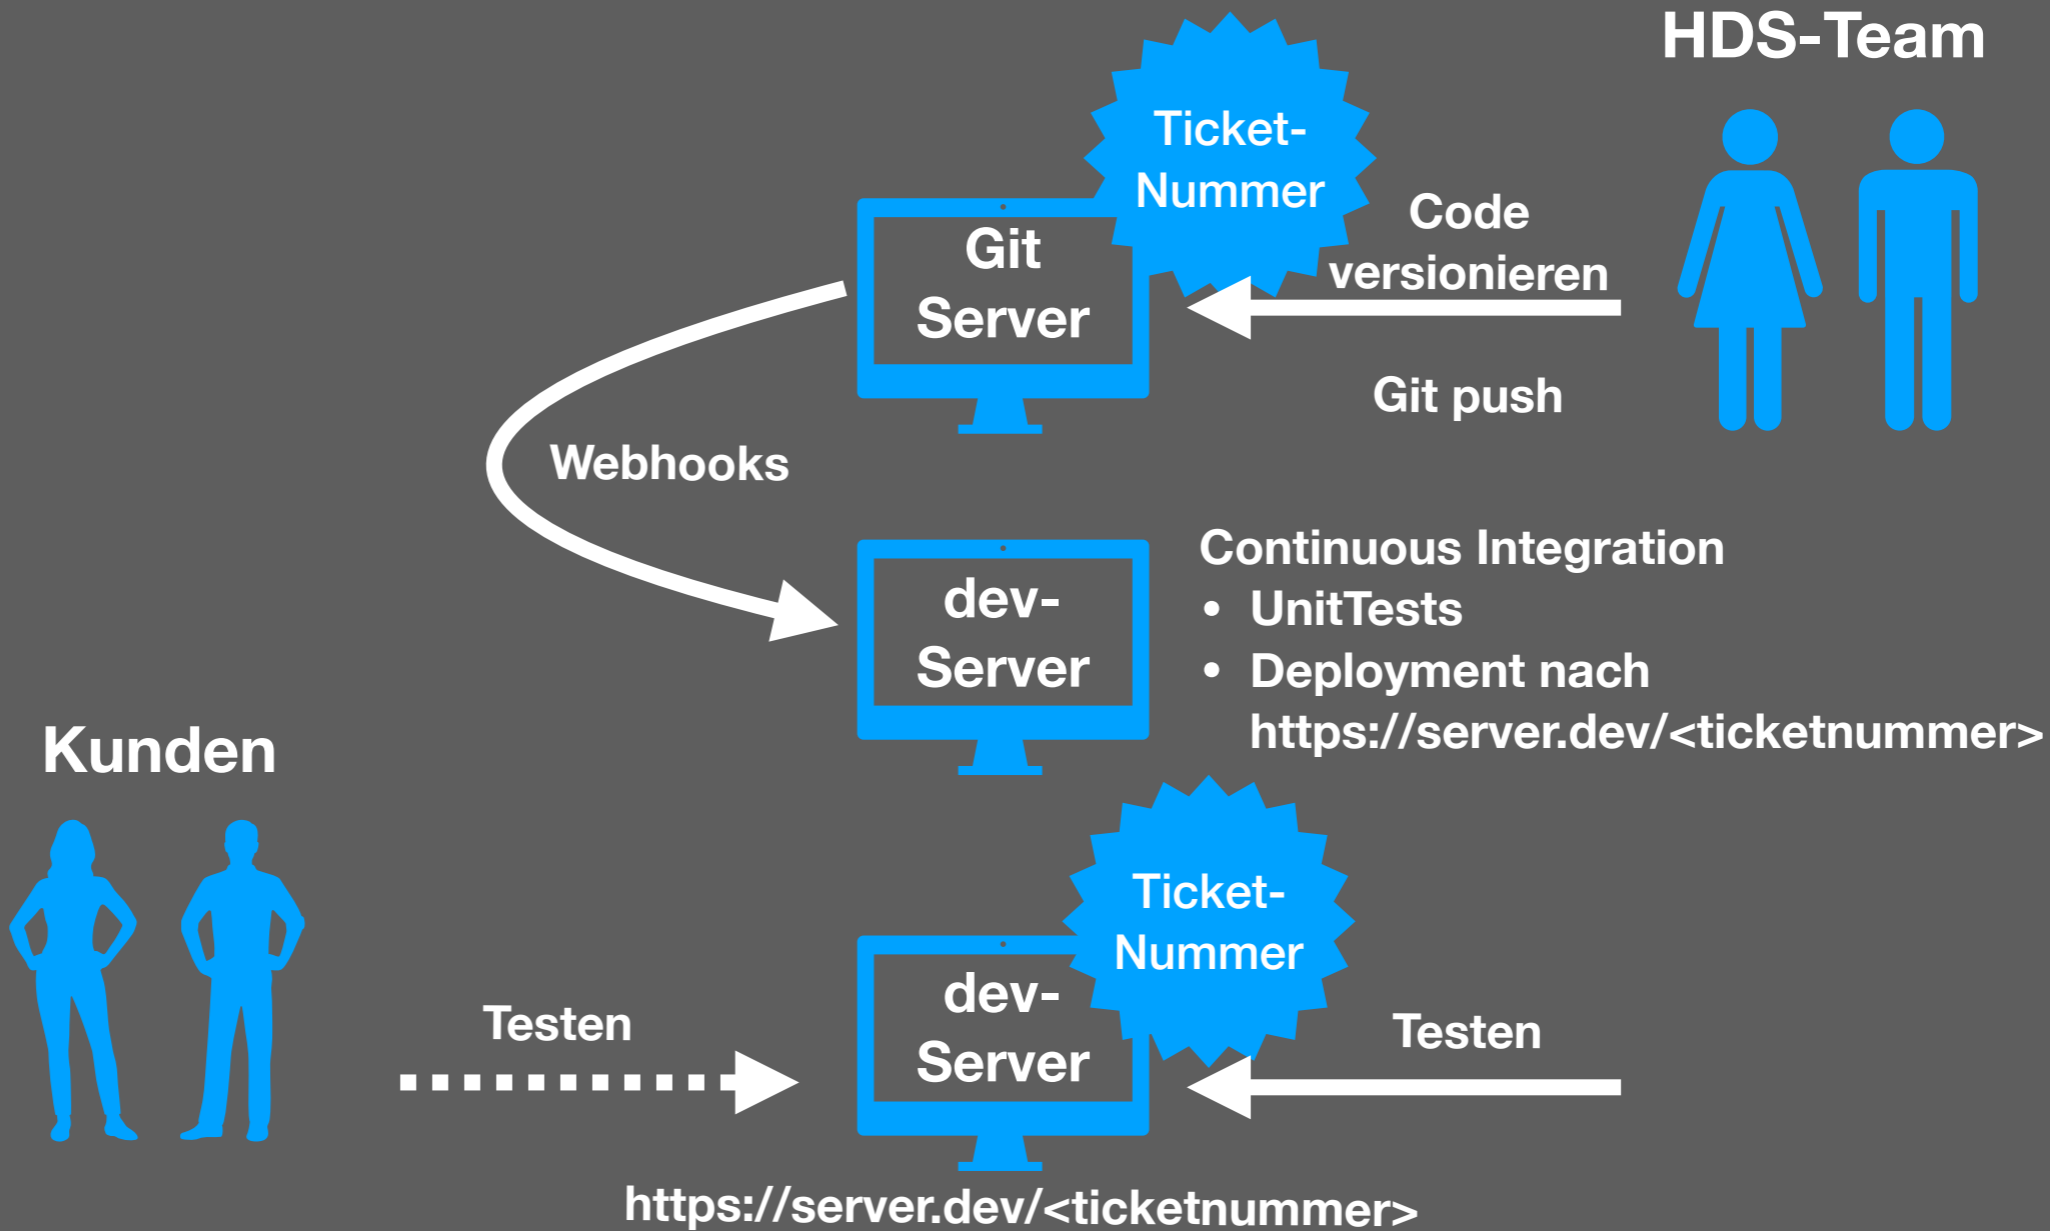 HDS-Team
Ticket-
Nummer
Code
versionieren
Git
Server
Git push
Webhooks
Continuous Integration
• UnitTests
• Deployment nach
https://server.dev/<ticketnummer>
dev-
Server
Kunden
Ticket-
Nummer
dev-
Server
Testen
Testen
https://server.dev/<ticketnummer>